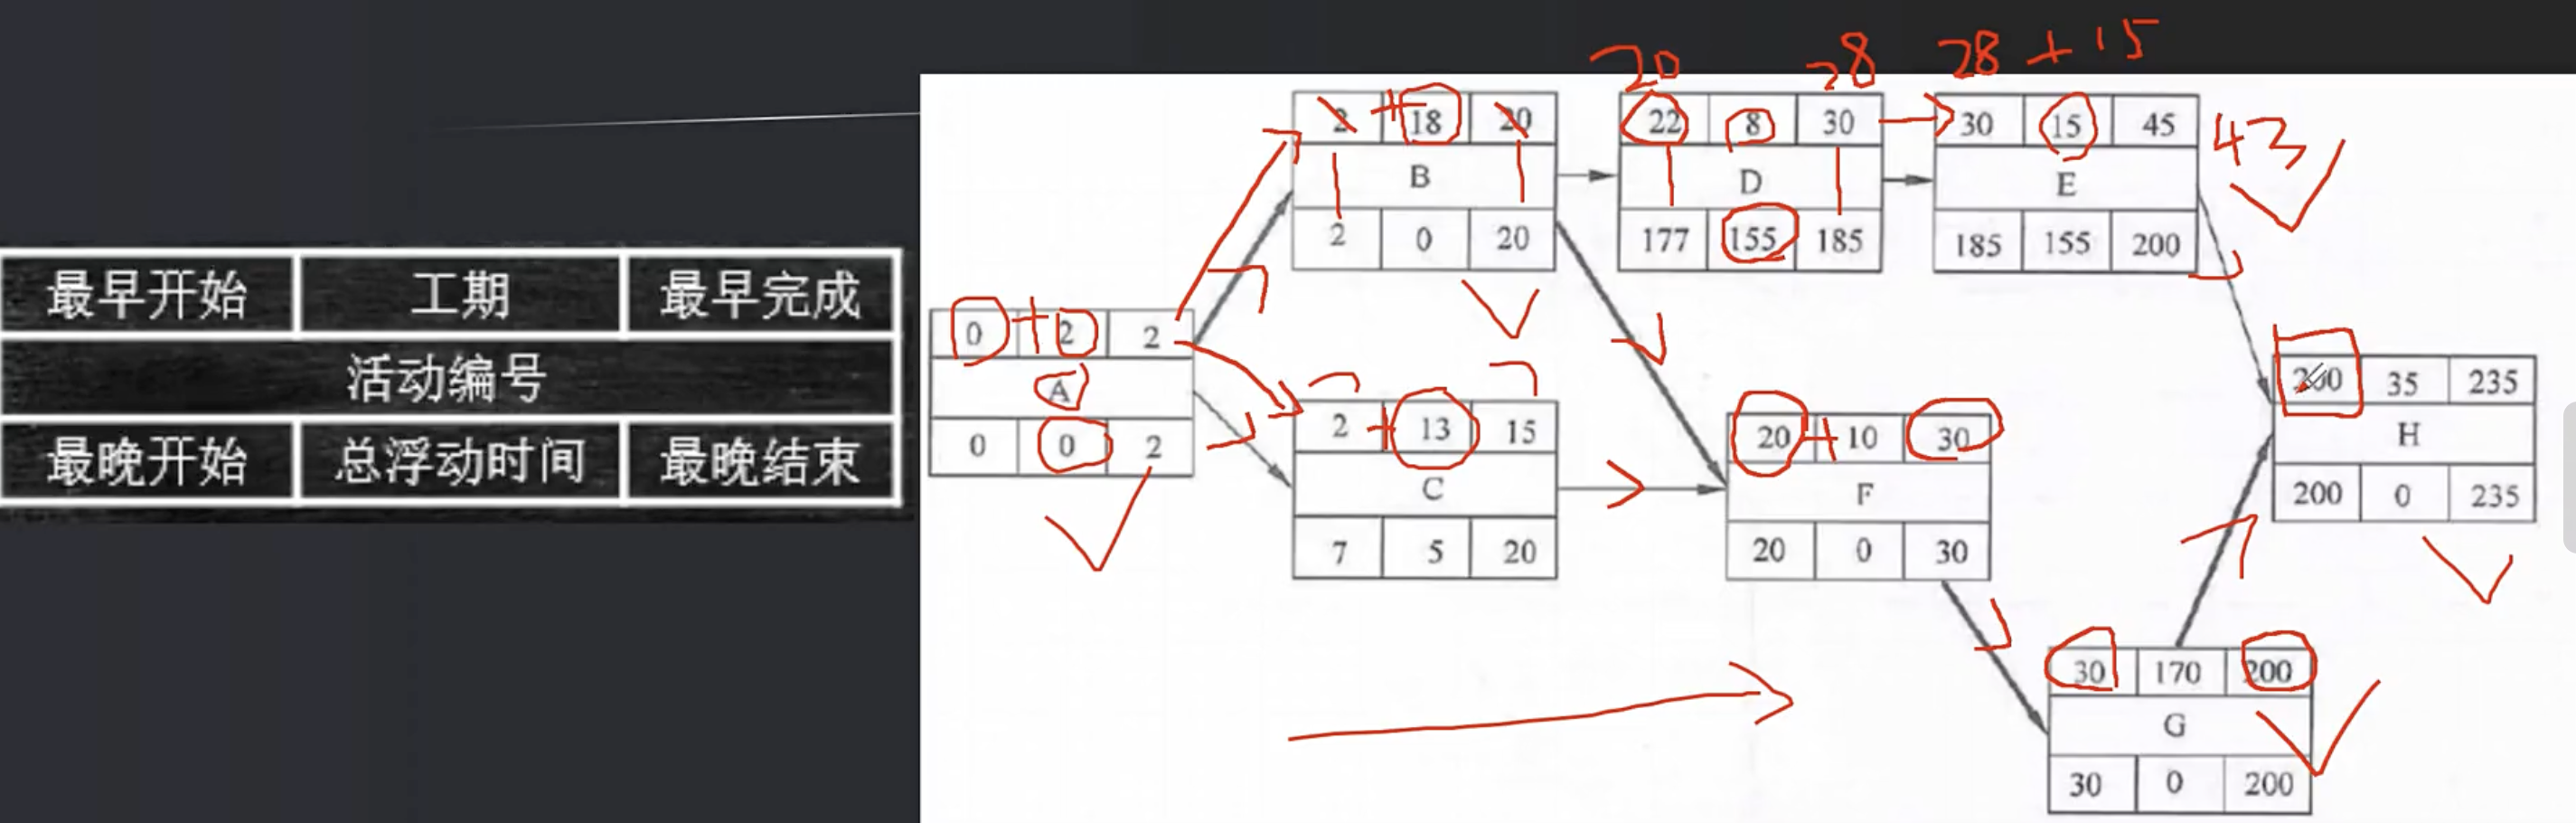 最早开始 工期 最早完成
活动编号
最晚开始 总浮动时间 最晚结束
20 28 28 + 15
2 + 18 20
B
2 0 20
22 8 30
D
177 155 185
30 15 45
E
185 155 200
43
0 + 2 2
A
0 0 2
2 + 13 15
C
7 5 20
20 + 10 30
F
20 0 30
200 35 235
H
200 0 235
30 170 200
G
30 0 200